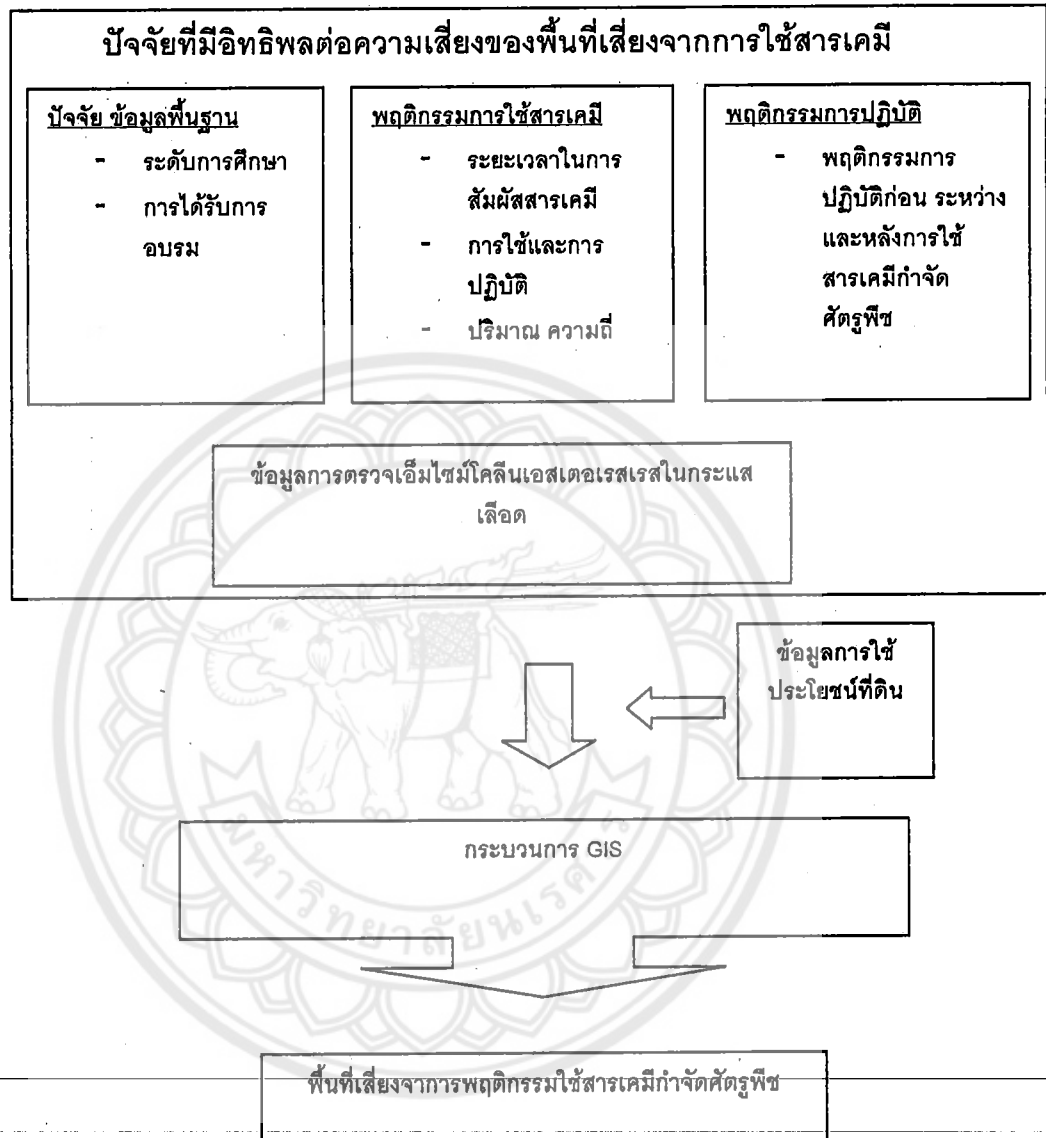 ปัจจัยที่มีอิทธิพลต่อความเสี่ยงของพื้นที่เสี่ยงจากการใช้สารเคมี
ปัจจัย ข้อมูลพื้นฐาน
- ระดับการศึกษา
- การได้รับการ
อบรม
พฤติกรรมการใช้สารเคมี
- ระยะเวลาในการ
สัมผัสสารเคมี
- การใช้และการ
ปฏิบัติ
- ปริมาณ ความถี่
พฤติกรรมการปฏิบัติ
- พฤติกรรมการ
ปฏิบัติก่อน ระหว่าง
และหลังการใช้
สารเคมีกำจัด
ศัตรูพืช
ข้อมูลการตรวจเอ็มไซม์โคลีนเอสเตอเรสเรสในกระแส
เลือด
ข้อมูลการใช้
ประโยชน์ที่ดิน
กระบวนการ GIS
มหาวิทยาลัยนเรศวร
พื้นที่เสี่ยงจาการพฤติกรรมใช้สารเคมีกำจัดศัตรูพืช